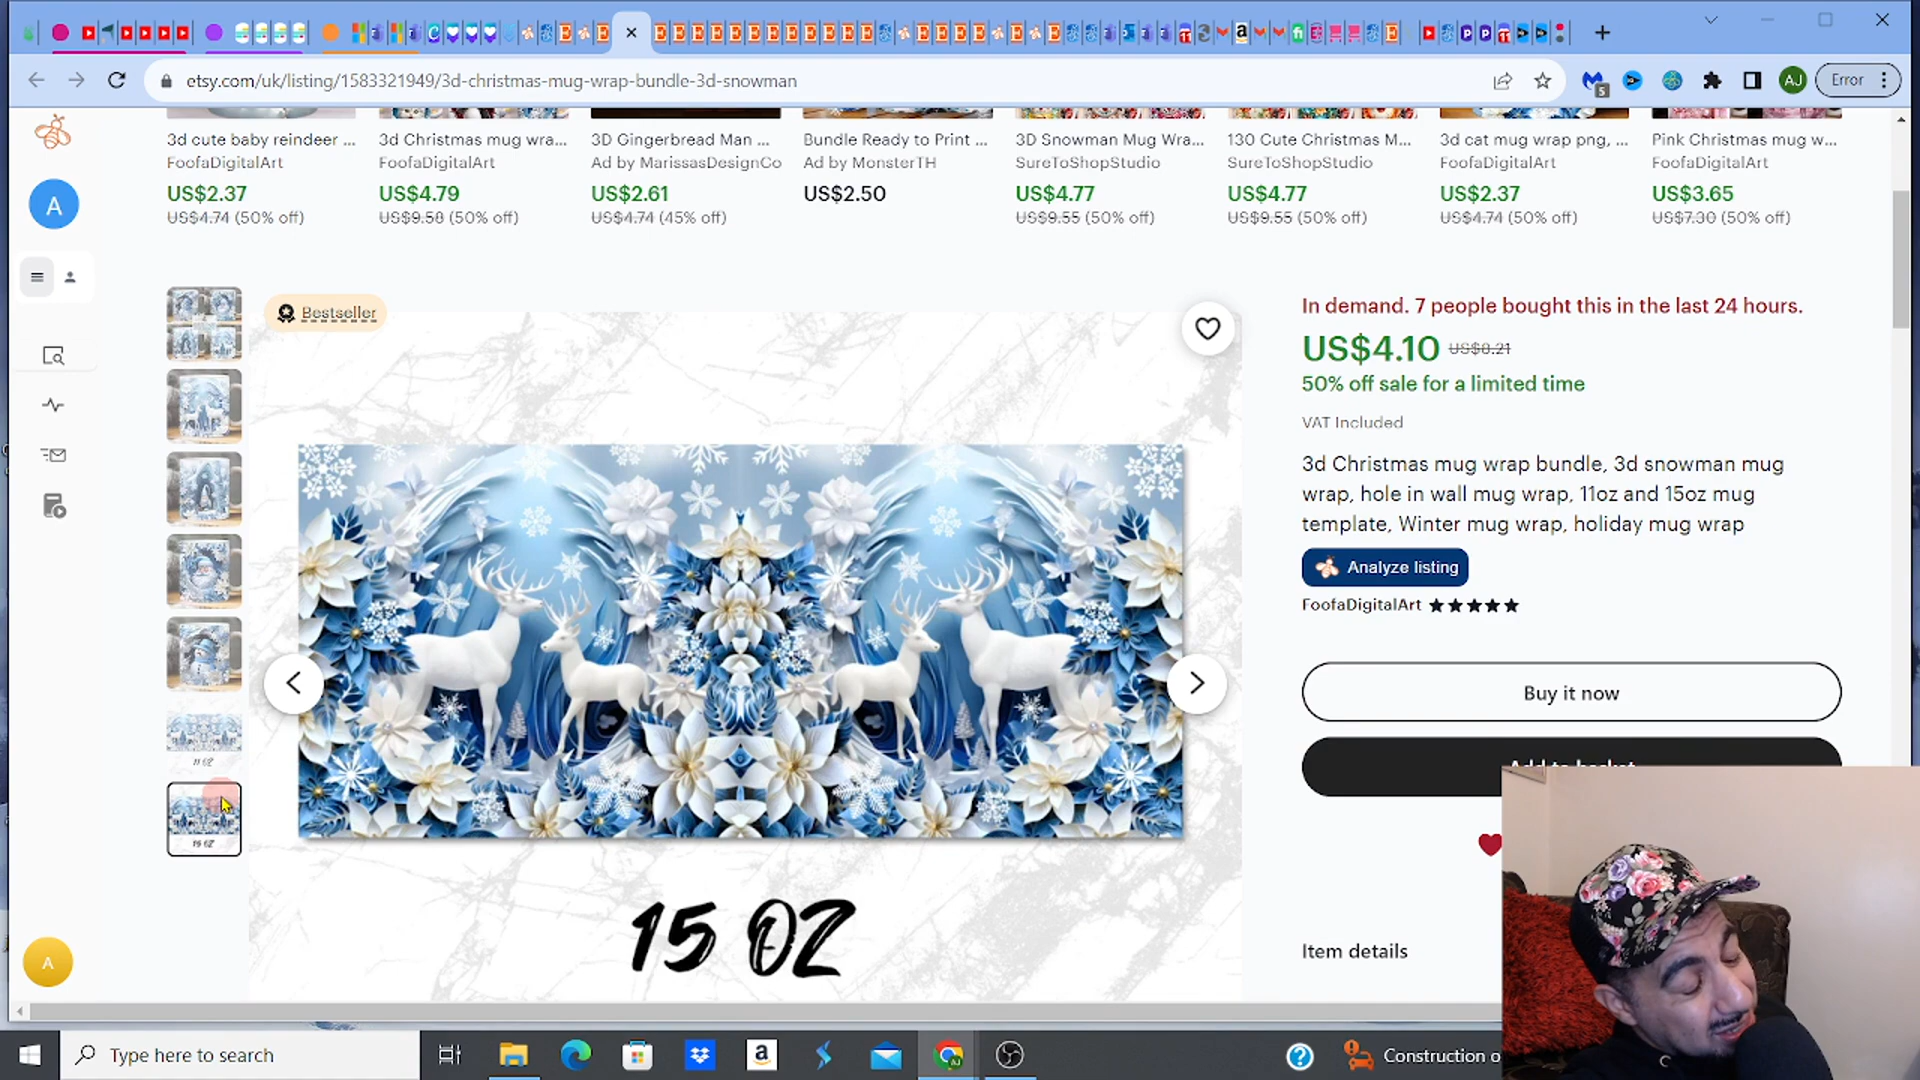 etsy.com/uk/listing/1583321949/3d-christmas-mug-wrap-bundle-3d-snowman
5
AJ
Error
A
3d cute baby reindeer ...
FoofaDigitalArt
US$2.37
US$4.74 (50% off)
3d Christmas mug wra...
FoofaDigitalArt
US$4.79
US$9.58 (50% off)
3D Gingerbread Man ...
Ad by MarissasDesignCo
US$2.61
US$4.74 (45% off)
Bundle Ready to Print ...
Ad by MonsterTH
US$2.50
3D Snowman Mug Wra...
SureToShopStudio
US$4.77
US$9.55 (50% off)
130 Cute Christmas M...
SureToShopStudio
US$4.77
US$9.55 (50% off)
3d cat mug wrap png, ...
FoofaDigitalArt
US$2.37
US$4.74 (50% off)
Pink Christmas mug w...
FoofaDigitalArt
US$3.65
US$7.30 (50% off)
Bestseller
11 OZ
15 OZ
15 OZ
In demand. 7 people bought this in the last 24 hours.
US$4.10 US$8.21
50% off sale for a limited time
VAT Included
3d Christmas mug wrap bundle, 3d snowman mug
wrap, hole in wall mug wrap, 11oz and 15oz mug
template, Winter mug wrap, holiday mug wrap
Analyze listing
FoofaDigitalArt
Buy it now
Add to basket
Item details
A
Type here to search
Construction o